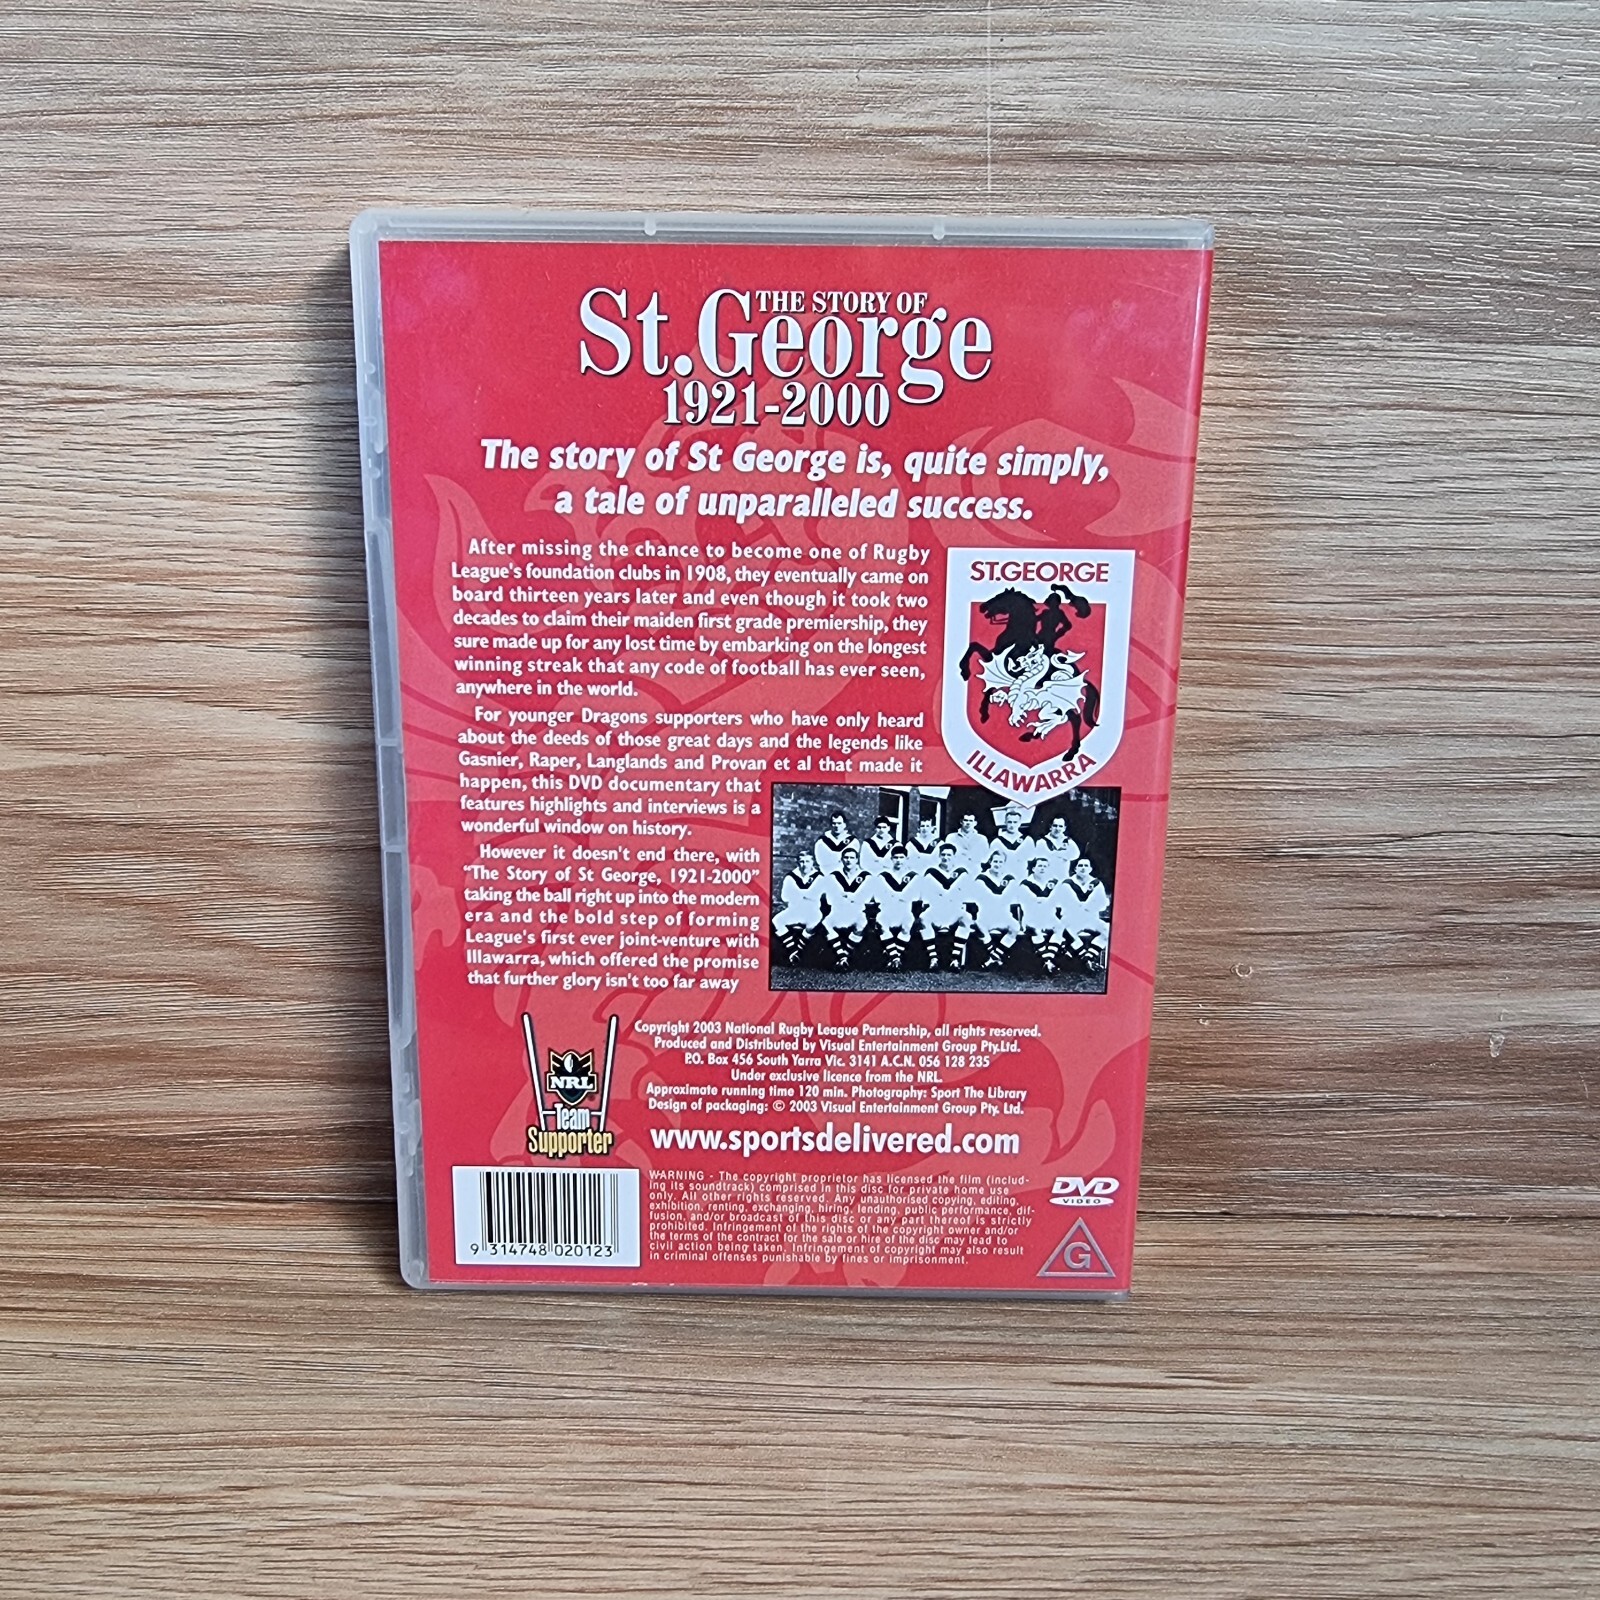 THE STORY OF
St.George
1921-2000
The story of St George is, quite simply,
a tale of unparalleled success.
After missing the chance to become one of Rugby
League's foundation clubs in 1908, they eventually came on
board thirteen years later and even though it took two
decades to claim their maiden first grade premiership, they
sure made up for any lost time by embarking on the longest
winning streak that any code of football has ever seen,
anywhere in the world.
For younger Dragons supporters who have only heard
about the deeds of those great days and the legends like
Gasnier, Raper, Langlands and Provan et al that made it
happen, this DVD documentary that
features highlights and interviews is a
wonderful window on history.
However it doesn't end there, with
"The Story of St George, 1921-2000"
taking the ball right up into the modern
era and the bold step of forming
League's first ever joint-venture with
Illawarra, which offered the promise
that further glory isn't too far away
ST.GEORGE
ILLAWARRA
NRL
Team
Supporter
Copyright 2003 National Rugby League Partnership, all rights reserved.
Produced and Distributed by Visual Entertainment Group Pty.Ltd.
P.O. Box 456 South Yarra Vic. 3141 A.C.N. 056 128 235
Under exclusive licence from the NRL.
Approximate running time 120 min. Photography: Sport The Library
Design of packaging: © 2003 Visual Entertainment Group Pty. Ltd.
www.sportsdelivered.com
9 314748 020123
WARNING - The copyright proprietor has licensed the film (includ-
ing its soundtrack) comprised in this disc for private home use
only. All other rights reserved. Any unauthorised copying, editing,
exhibition, renting, exchanging, hiring, lending, public performance, dif-
fusion, and/or broadcast of this disc or any part thereof is strictly
prohibited. Infringement of the rights of the copyright owner and/or
the terms of the contract for the sale or hire of the disc may lead to
civil action being taken. Infringement of copyright may also result
in criminal offenses punishable by fines or imprisonment.
DVD
VIDEO
G